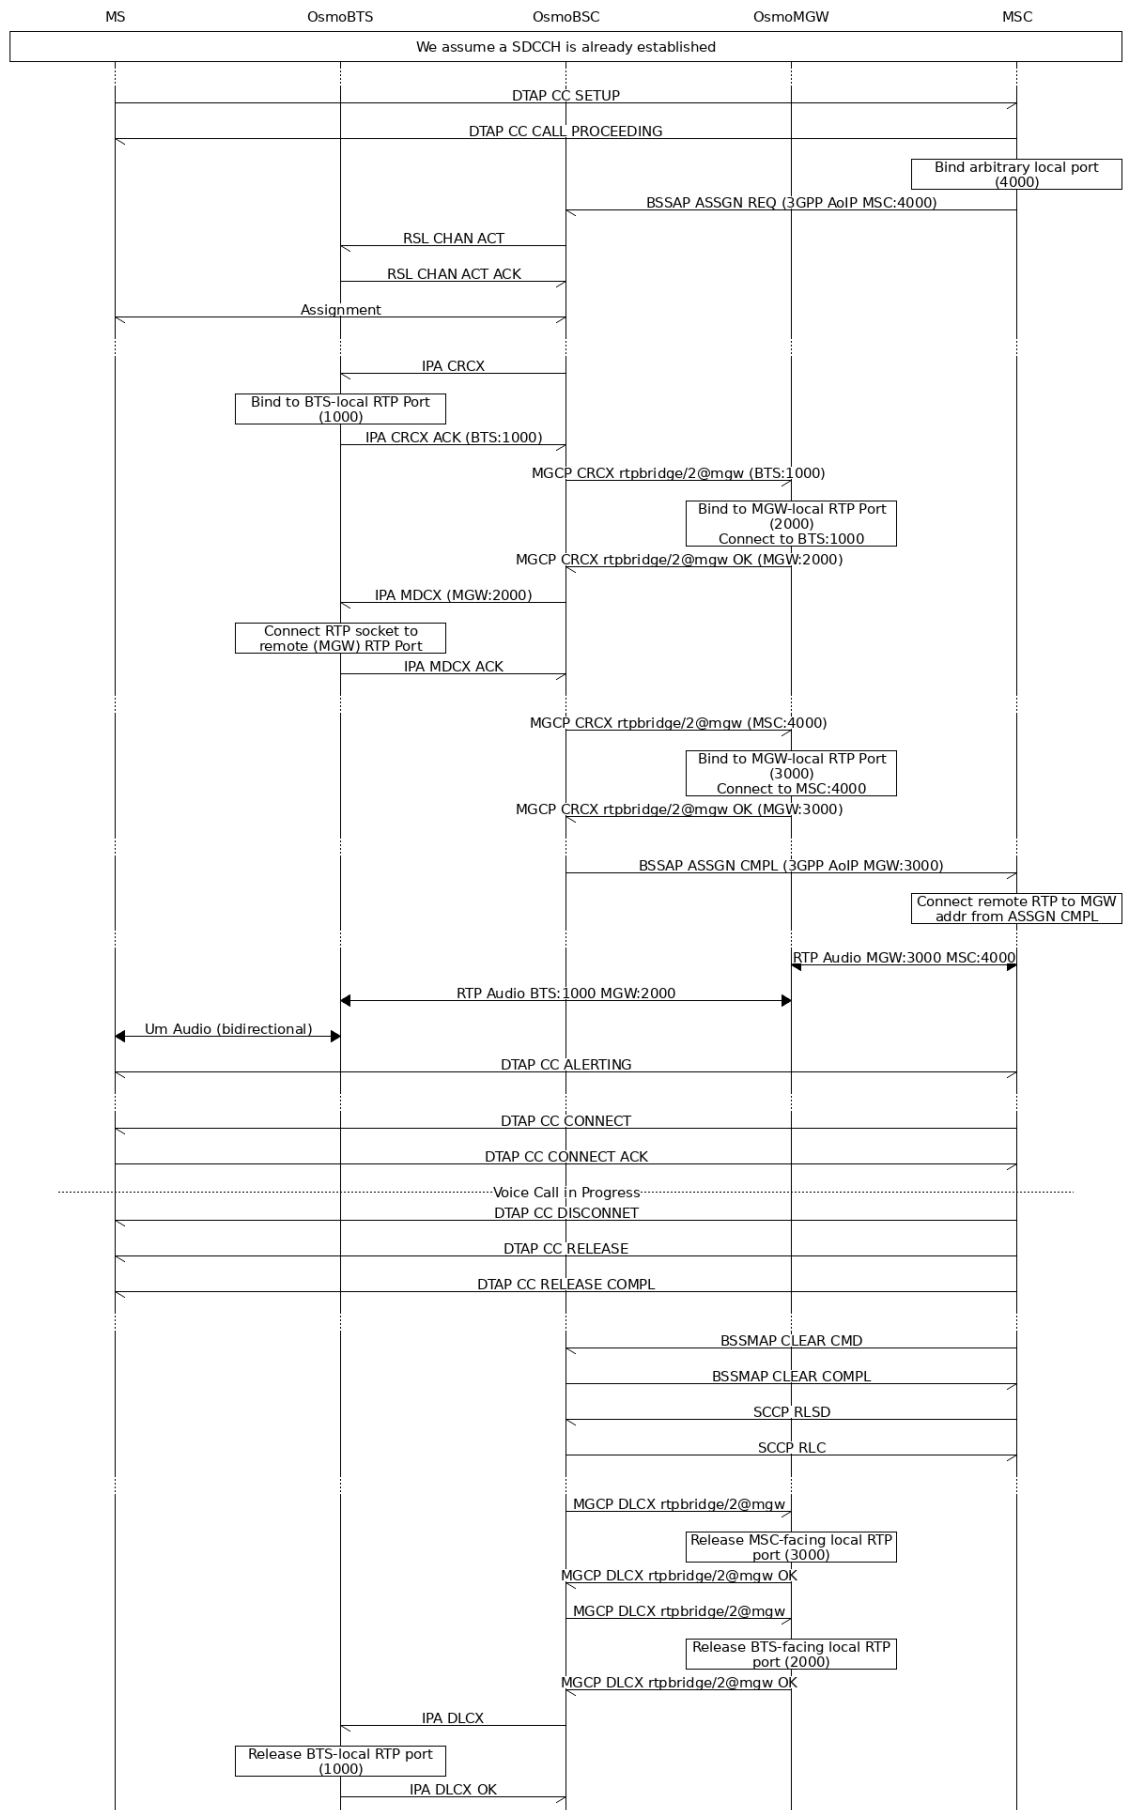 MS OsmoBTS OsmoBSC OsmoMGW MSC
We assume a SDCCH is already established
DTAP CC SETUP
DTAP CC CALL PROCEEDING
Bind arbitrary local port
(4000)
BSSAP ASSGN REQ (3GPP AoIP MSC:4000)
RSL CHAN ACT
RSL CHAN ACT ACK
Assignment
IPA CRCX
Bind to BTS-local RTP Port
(1000)
IPA CRCX ACK (BTS:1000)
MGCP CRCX rtpbridge/2@mgw (BTS:1000)
Bind to MGW-local RTP Port
(2000)
Connect to BTS:1000
MGCP CRCX rtpbridge/2@mgw OK (MGW:2000)
IPA MDCX (MGW:2000)
Connect RTP socket to
remote (MGW) RTP Port
IPA MDCX ACK
MGCP CRCX rtpbridge/2@mgw (MSC:4000)
Bind to MGW-local RTP Port
(3000)
Connect to MSC:4000
MGCP CRCX rtpbridge/2@mgw OK (MGW:3000)
BSSAP ASSGN CMPL (3GPP AoIP MGW:3000)
Connect remote RTP to MGW
addr from ASSGN CMPL
RTP Audio MGW:3000 MSC:4000
RTP Audio BTS:1000 MGW:2000
Um Audio (bidirectional)
DTAP CC ALERTING
DTAP CC CONNECT
DTAP CC CONNECT ACK
Voice Call in Progress
DTAP CC DISCONNET
DTAP CC RELEASE
DTAP CC RELEASE COMPL
BSSMAP CLEAR CMD
BSSMAP CLEAR COMPL
SCCP RLSD
SCCP RLC
MGCP DLCX rtpbridge/2@mgw
Release MSC-facing local RTP
port (3000)
MGCP DLCX rtpbridge/2@mgw OK
MGCP DLCX rtpbridge/2@mgw
Release BTS-facing local RTP
port (2000)
MGCP DLCX rtpbridge/2@mgw OK
IPA DLCX
Release BTS-local RTP port
(1000)
IPA DLCX OK